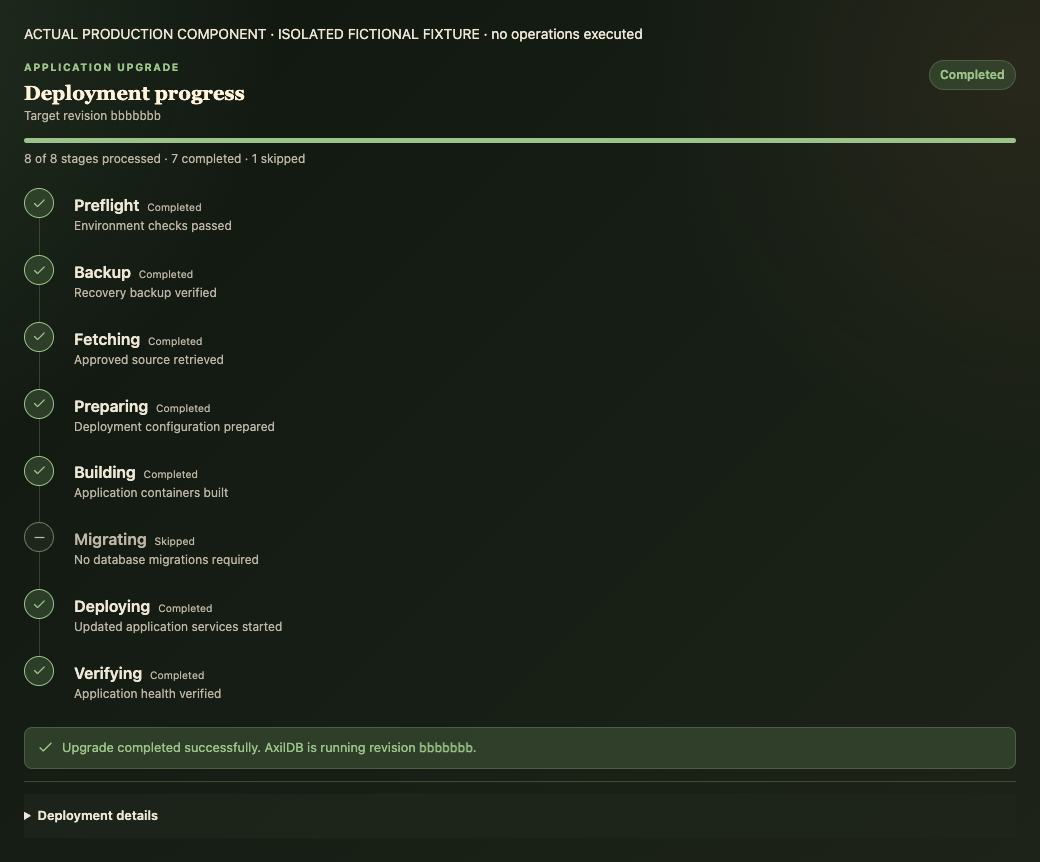 ACTUAL PRODUCTION COMPONENT · ISOLATED FICTIONAL FIXTURE · no operations executed
APPLICATION UPGRADE
Completed
Deployment progress
Target revision bbbbbbb
8 of 8 stages processed · 7 completed · 1 skipped
Preflight Completed
Environment checks passed
Backup Completed
Recovery backup verified
Fetching Completed
Approved source retrieved
Preparing Completed
Deployment configuration prepared
Building Completed
Application containers built
Migrating Skipped
No database migrations required
Deploying Completed
Updated application services started
Verifying Completed
Application health verified
Upgrade completed successfully. AxilDB is running revision bbbbbbb.
Deployment details